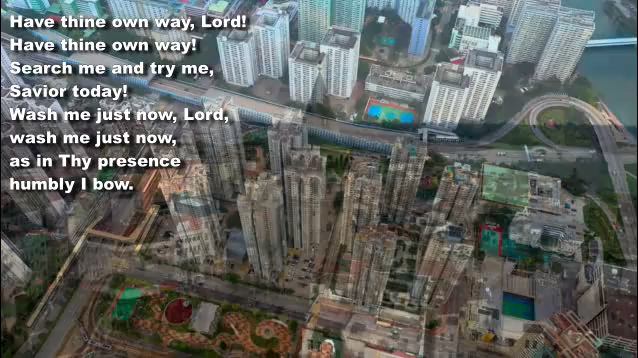 Have thine own way, Lord!
Have thine own way!
Search me and try me,
Savior today!
Wash me just now, Lord,
wash me just now,
as in Thy presence
humbly I bow.